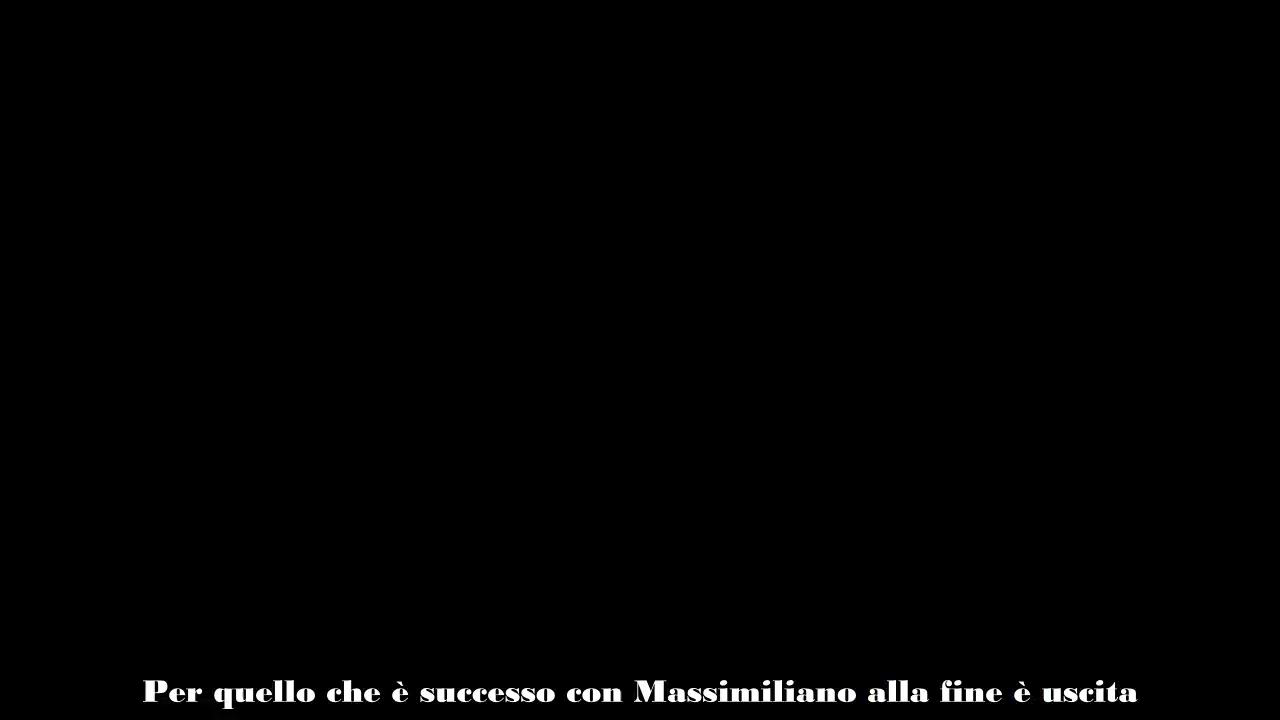 Per quello che è successo con Massimiliano alla fine è uscita